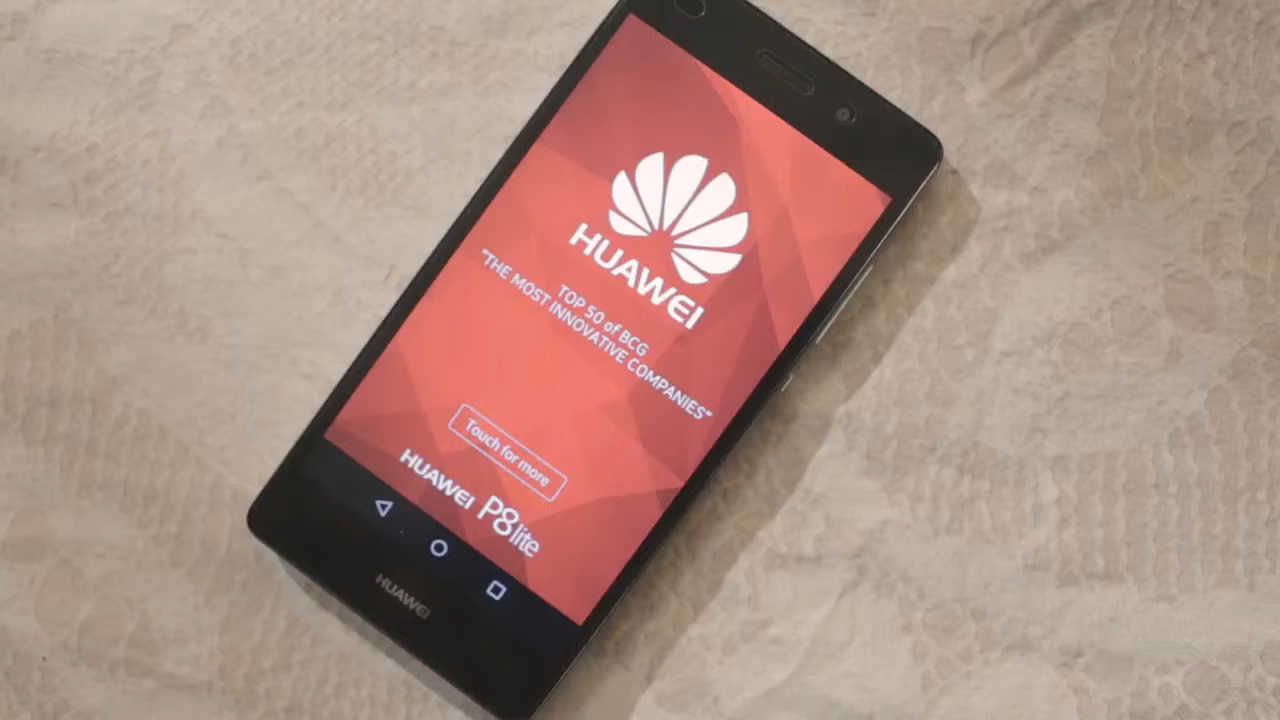 HUAWEI
TOP 50 of BCG
"THE MOST INNOVATIVE COMPANIES"
Touch for more
HUAWEI P8lite
HUAWEI